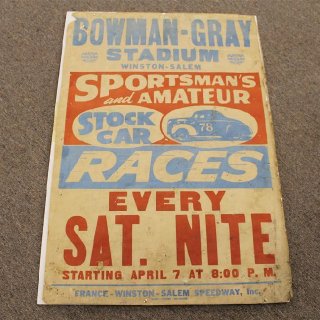 BOWMAN-GRAY
STADIUM
WINSTON-SALEM
SPORTSMAN'S
and AMATEUR
STOCK
CAR
78
RACES
EVERY
SAT. NITE
STARTING APRIL 7 AT 8:00 P. M.
FRANCE-WINSTON-SALEM SPEEDWAY, Inc.